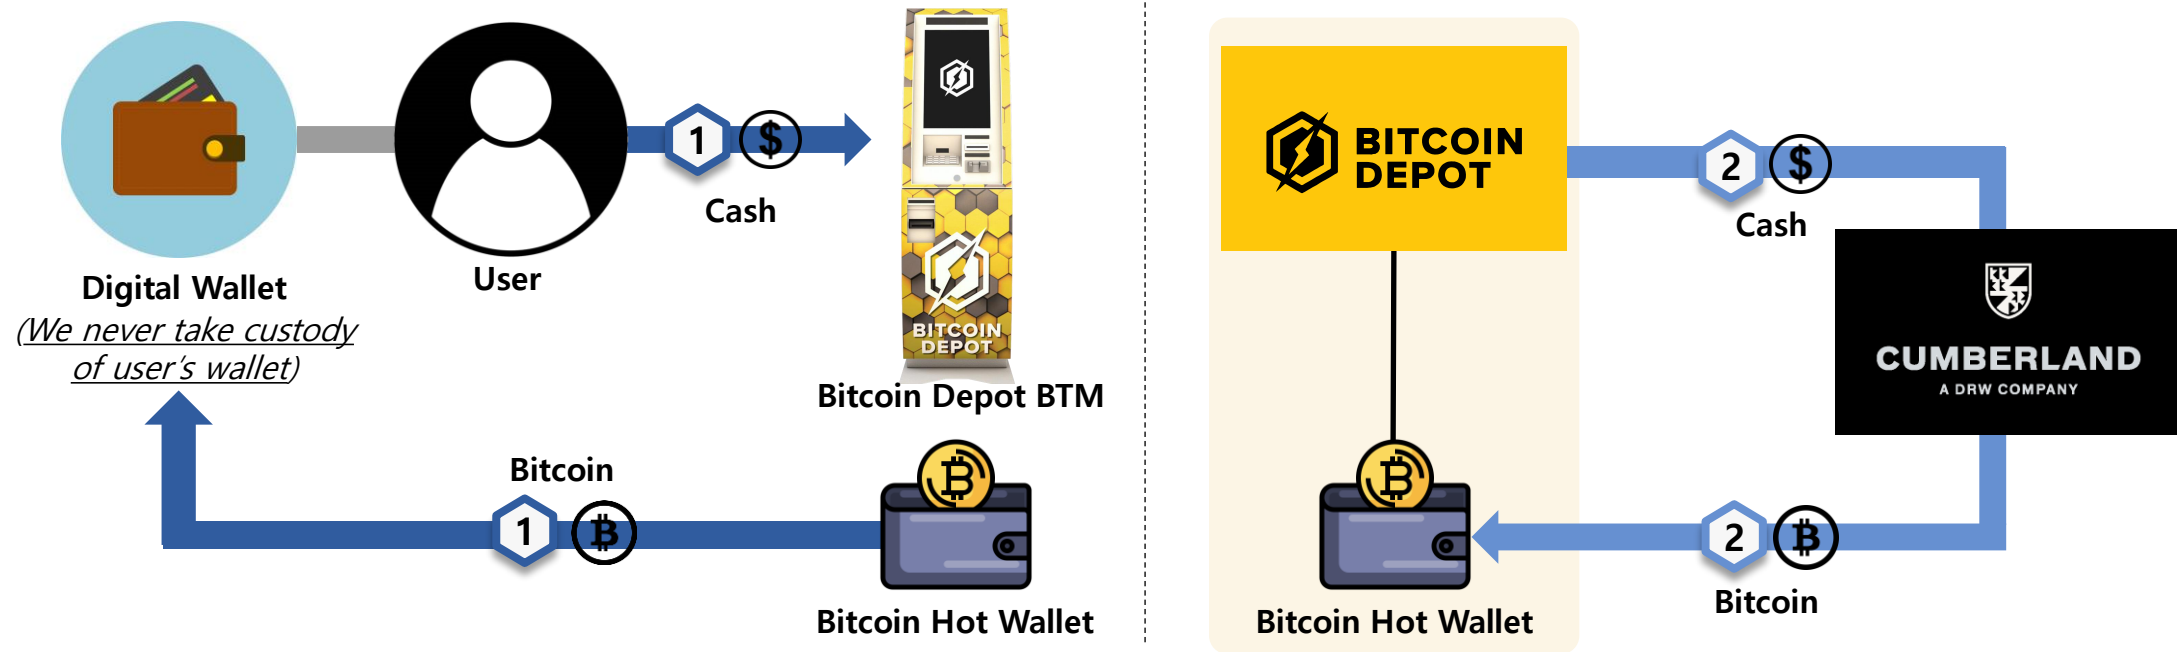 Digital Wallet
(We never take custody
of user's wallet)
User
1
$
Cash
BITCOIN
DEPOT
Bitcoin Depot BTM
Bitcoin
1
Bitcoin Hot Wallet
BITCOIN
DEPOT
2
$
Cash
CUMBERLAND
A DRW COMPANY
Bitcoin Hot Wallet
2
Bitcoin